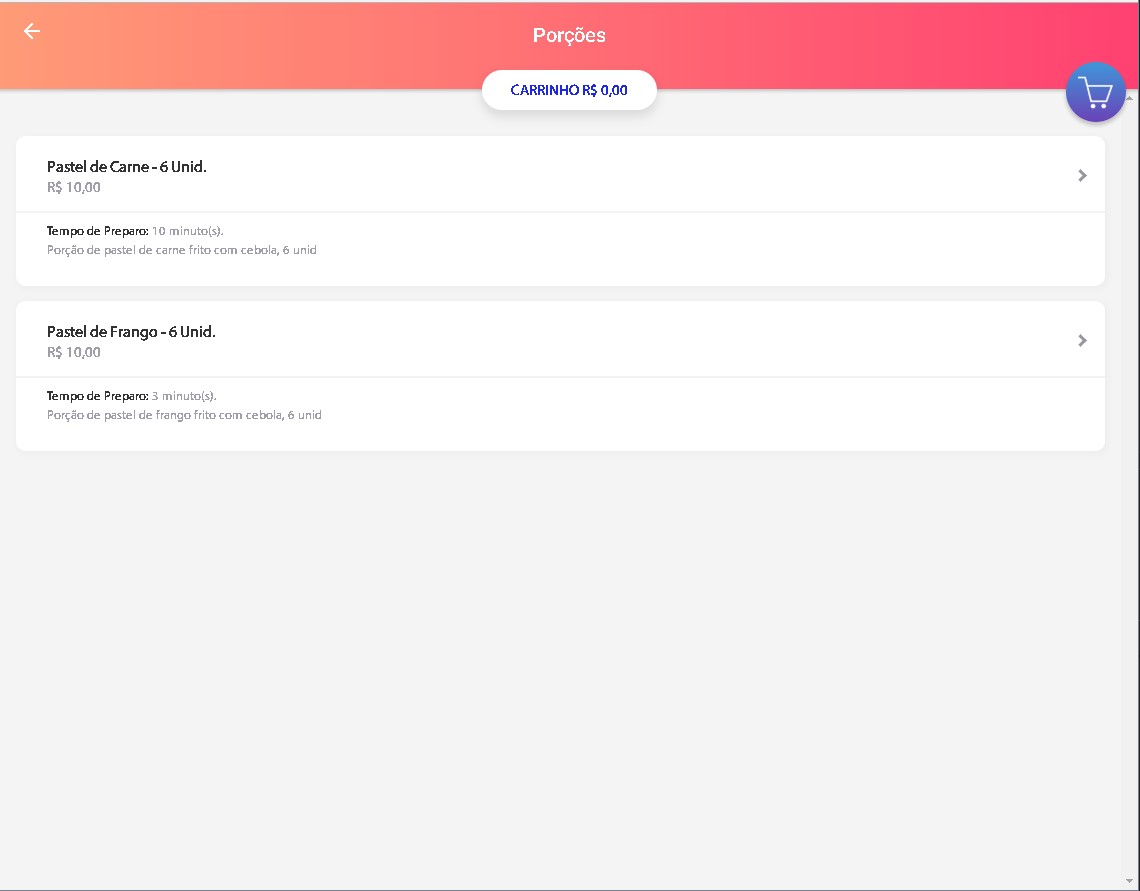 Porções
CARRINHO R$ 0,00
Pastel de Carne - 6 Unid.
R$ 10,00
Tempo de Preparo: 10 minuto(s).
Porção de pastel de carne frito com cebola, 6 unid
Pastel de Frango - 6 Unid.
R$ 10,00
Tempo de Preparo: 3 minuto(s).
Porção de pastel de frango frito com cebola, 6 unid